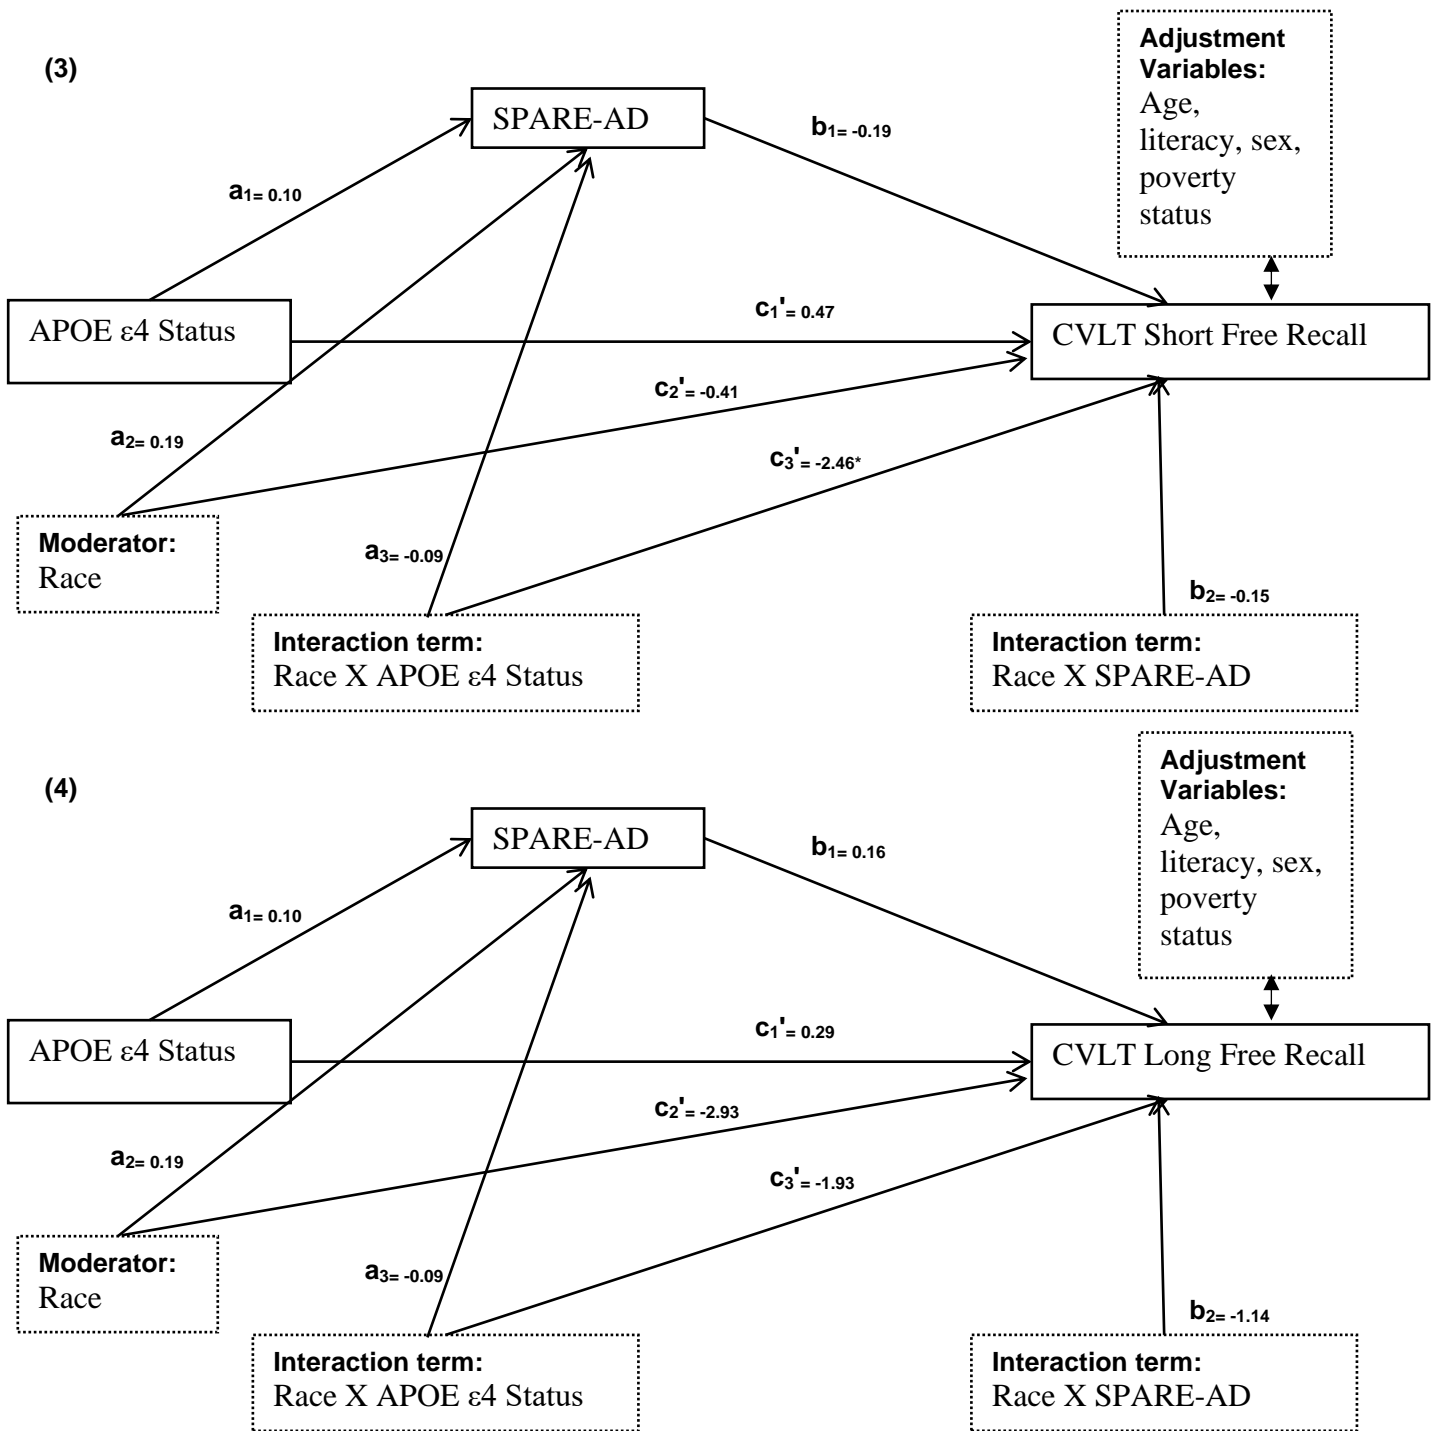 (3)
Adjustment
Variables:
Age,
literacy, sex,
poverty
status
SPARE-AD
b1= -0.19
a1= 0.10
APOE ε4 Status
c1'= 0.47
CVLT Short Free Recall
c2'= -0.41
a2= 0.19
c3'= -2.46*
Moderator:
Race
a3= -0.09
b2= -0.15
Interaction term:
Race X APOE ε4 Status
Interaction term:
Race X SPARE-AD
(4)
Adjustment
Variables:
Age,
literacy, sex,
poverty
status
SPARE-AD
b1= 0.16
a1= 0.10
APOE ε4 Status
c1'= 0.29
CVLT Long Free Recall
c2'= -2.93
a2= 0.19
c3'= -1.93
Moderator:
Race
a3= -0.09
b2= -1.14
Interaction term:
Race X APOE ε4 Status
Interaction term:
Race X SPARE-AD